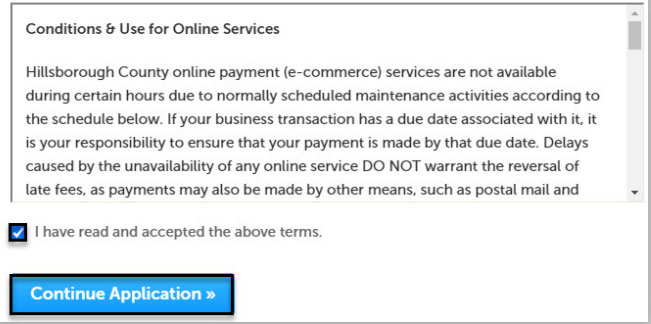 Conditions & Use for Online Services
Hillsborough County online payment (e-commerce) services are not available
during certain hours due to normally scheduled maintenance activities according to
the schedule below. If your business transaction has a due date associated with it, it
is your responsibility to ensure that your payment is made by that due date. Delays
caused by the unavailability of any online service DO NOT warrant the reversal of
late fees, as payments may also be made by other means, such as postal mail and
I have read and accepted the above terms.
Continue Application »